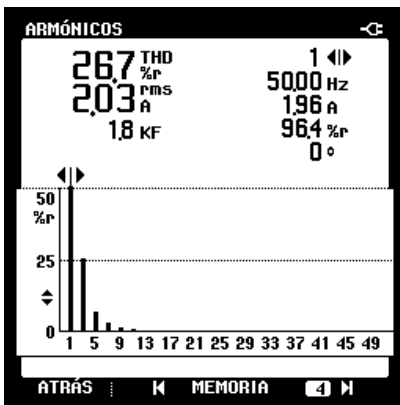 ARMÓNICOS
26,7 THD %r
2,03 rms A
1,8 KF
1
50,00 Hz
1,96 A
96,4 %r
0 °
50
%r
25
0
1 5 9 13 17 21 25 29 33 37 41 45 49
ATRÁS MEMORIA 4